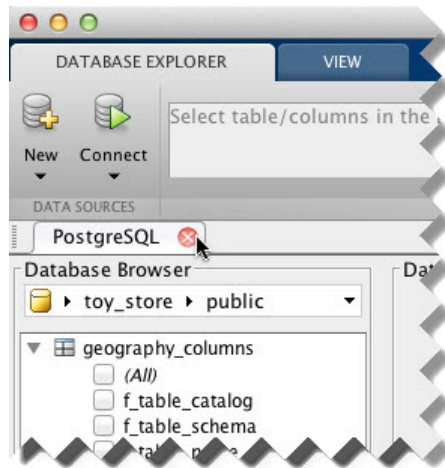 DATABASE EXPLORER VIEW
Select table/columns in the
New Connect
DATA SOURCES
PostgreSQL
Database Browser
toy_store public
geography_columns
(All)
f_table_catalog
f_table_schema